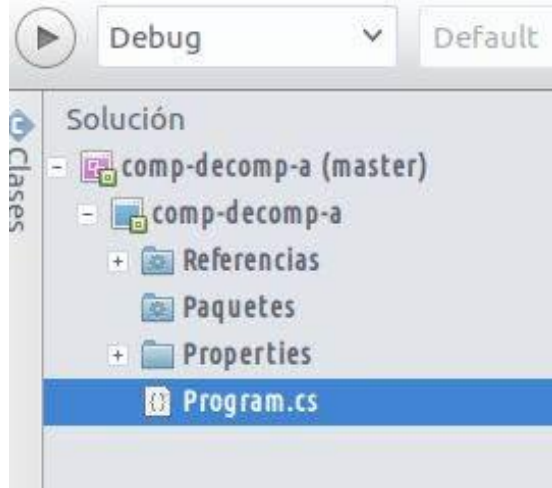 Debug Default
Clases
Solución
comp-decomp-a (master)
comp-decomp-a
Referencias
Paquetes
Properties
Program.cs